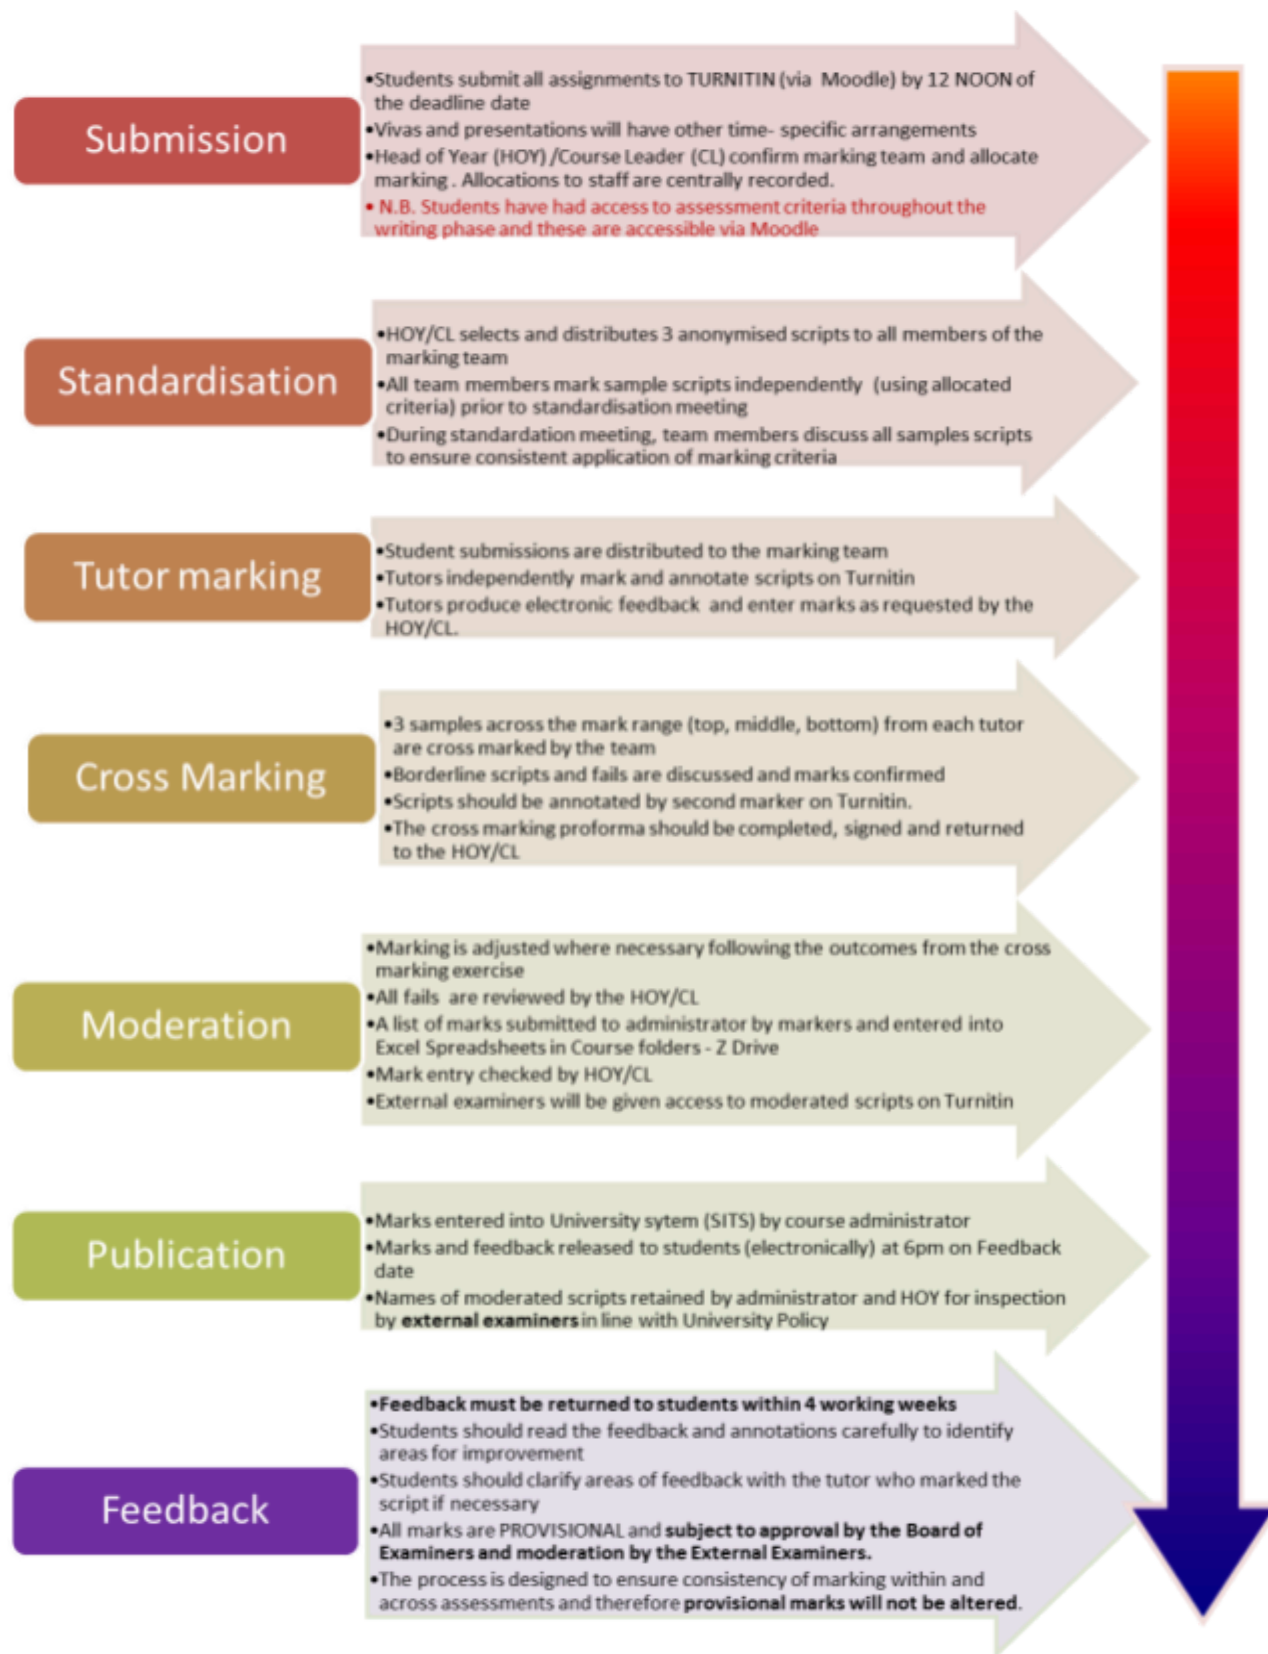 Submission
•Students submit all assignments to TURNITIN (via Moodle) by 12 NOON of
the deadline date
•Vivas and presentations will have other time- specific arrangements
•Head of Year (HOY) /Course Leader (CL) confirm marking team and allocate
marking . Allocations to staff are centrally recorded.
• N.B. Students have had access to assessment criteria throughout the
writing phase and these are accessible via Moodle
Standardisation
•HOY/CL selects and distributes 3 anonymised scripts to all members of the
marking team
•All team members mark sample scripts independently (using allocated
criteria) prior to standardisation meeting
•During standardation meeting, team members discuss all samples scripts
to ensure consistent application of marking criteria
Tutor marking
•Student submissions are distributed to the marking team
•Tutors independently mark and annotate scripts on Turnitin
•Tutors produce electronic feedback and enter marks as requested by the
HOY/CL.
Cross Marking
•3 samples across the mark range (top, middle, bottom) from each tutor
are cross marked by the team
•Borderline scripts and fails are discussed and marks confirmed
•Scripts should be annotated by second marker on Turnitin.
•The cross marking proforma should be completed, signed and returned
to the HOY/CL
Moderation
•Marking is adjusted where necessary following the outcomes from the cross
marking exercise
•All fails are reviewed by the HOY/CL
•A list of marks submitted to administrator by markers and entered into
Excel Spreadsheets in Course folders - Z Drive
•Mark entry checked by HOY/CL
•External examiners will be given access to moderated scripts on Turnitin
Publication
•Marks entered into University sytem (SITS) by course administrator
•Marks and feedback released to students (electronically) at 6pm on Feedback
date
•Names of moderated scripts retained by administrator and HOY for inspection
by external examiners in line with University Policy
Feedback
•Feedback must be returned to students within 4 working weeks
•Students should read the feedback and annotations carefully to identify
areas for improvement
•Students should clarify areas of feedback with the tutor who marked the
script if necessary
•All marks are PROVISIONAL and subject to approval by the Board of
Examiners and moderation by the External Examiners.
•The process is designed to ensure consistency of marking within and
across assessments and therefore provisional marks will not be altered.